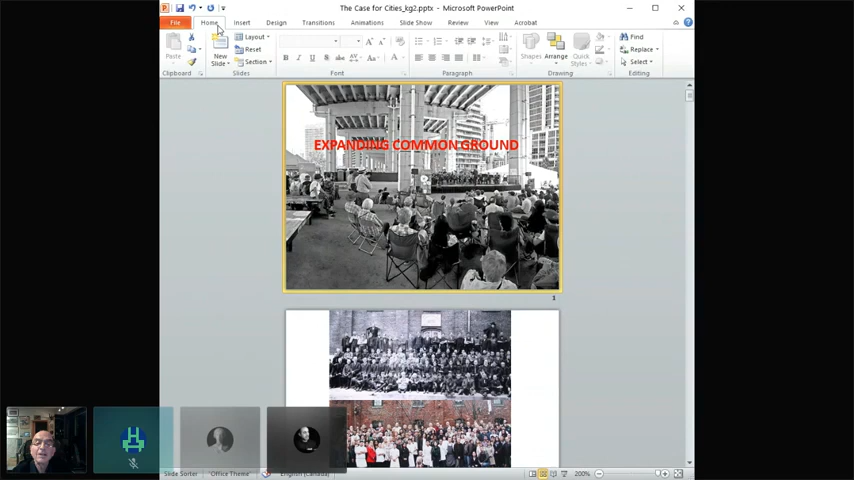 The Case for Cities_kg2.pptx - Microsoft PowerPoint
File Home Insert Design Transitions Animations Slide Show Review View Acrobat
Paste
New
Slide
Layout
Reset
Section
Shapes
Arrange
Quick
Styles
Find
Replace
Select
Clipboard Slides Font Paragraph Drawing Editing
EXPANDING COMMON GROUND
1
Slide Sorter Office Theme English (Canada) 200%